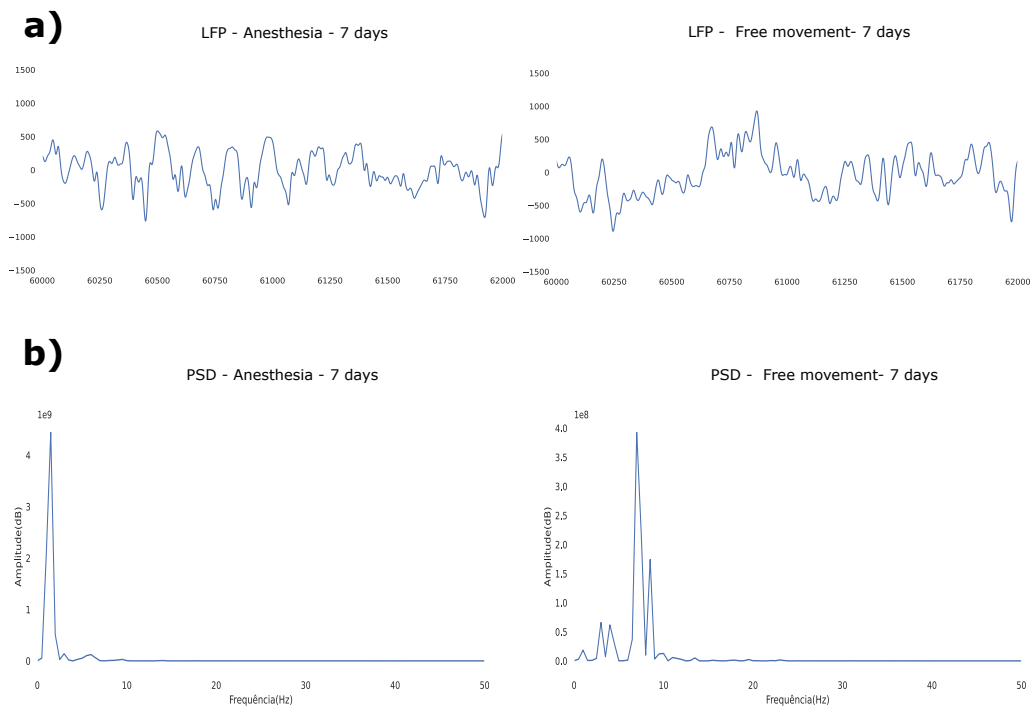 a)
LFP - Anesthesia - 7 days
1500
1000
500
0
−500
−1000
−1500
60000 60250 60500 60750 61000 61250 61500 61750 62000
LFP - Free movement- 7 days
1500
1000
500
0
−500
−1000
−1500
60000 60250 60500 60750 61000 61250 61500 61750 62000
b)
PSD - Anesthesia - 7 days
1e9
4
3
2
1
0
Amplitude(dB)
0 10 20 30 40 50
Frequência(Hz)
PSD - Free movement- 7 days
1e8
4.0
3.5
3.0
2.5
2.0
1.5
1.0
0.5
0.0
Amplitude(dB)
0 10 20 30 40 50
Frequência(Hz)